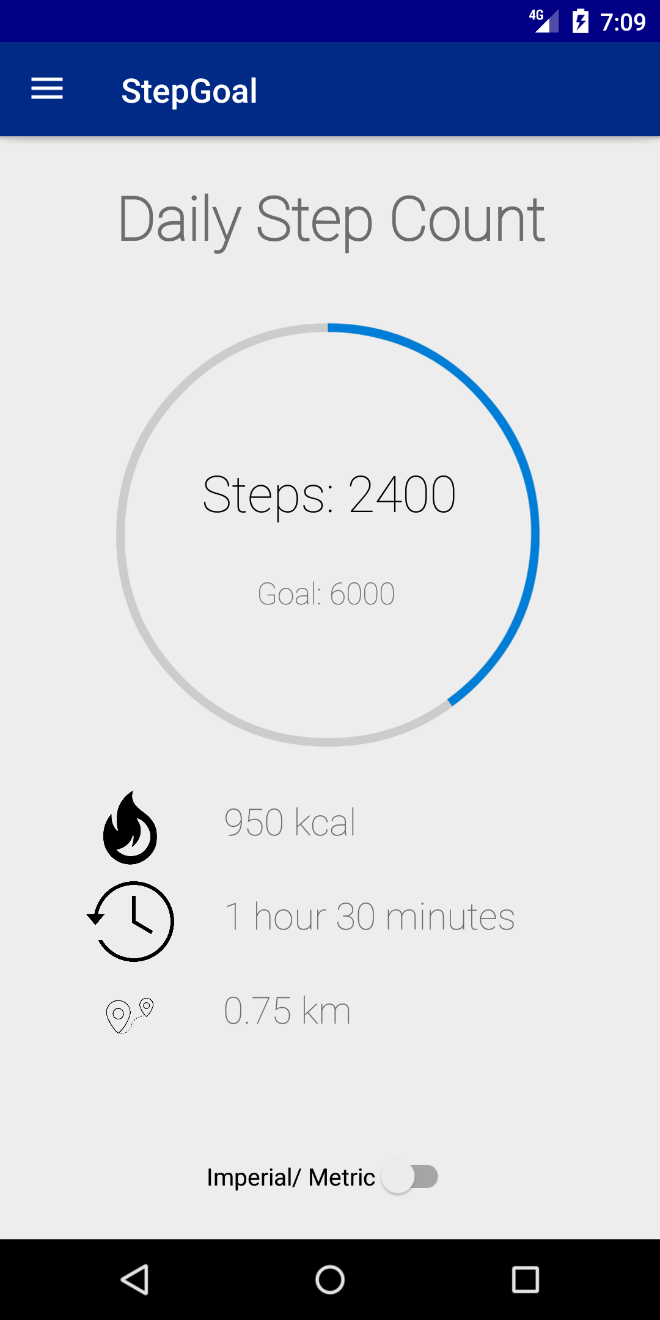 4G 7:09
StepGoal
Daily Step Count
Steps: 2400
Goal: 6000
950 kcal
1 hour 30 minutes
0.75 km
Imperial/ Metric